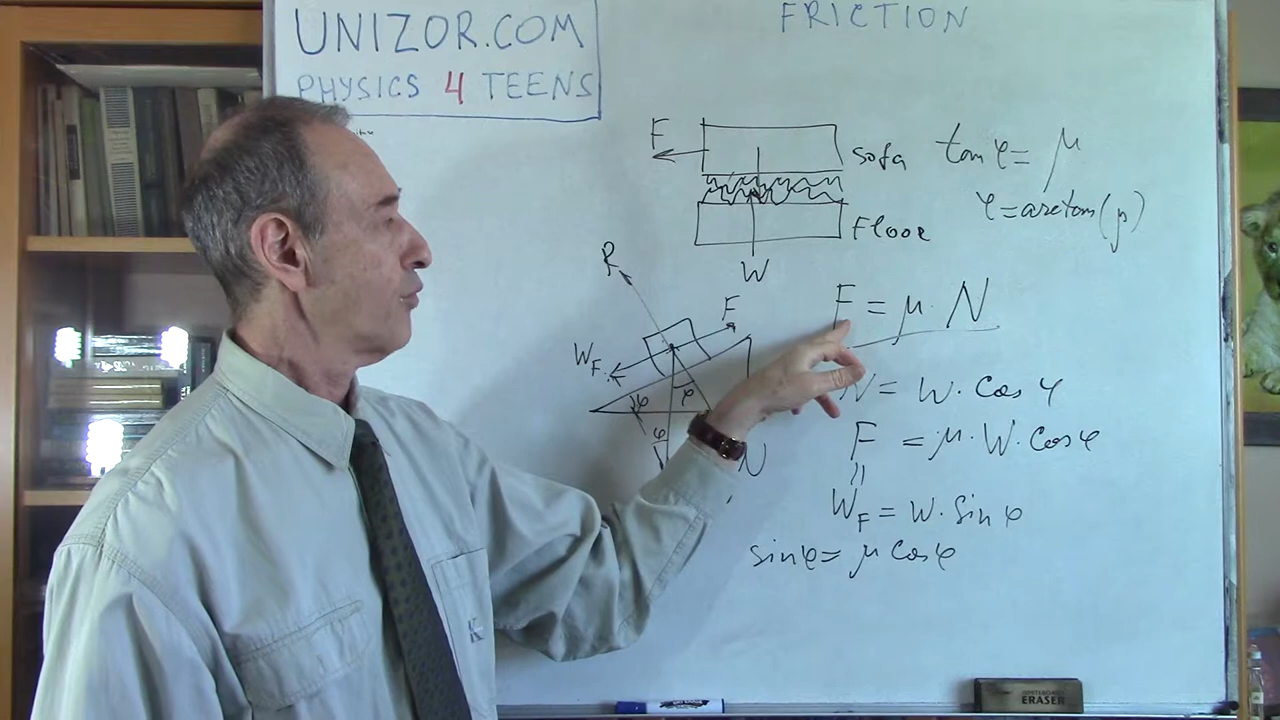 UNIZOR.COM
PHYSICS 4 TEENS
FRICTION
F
sofa
Floor
W
tan φ = μ
φ = arctan(μ)
R
F
W_F
φ
φ
φ
N
F = μ · N
N = W · cos φ
F = μ · W · cos φ
W_F = W · sin φ
sin φ = μ cos φ
K
ERASER